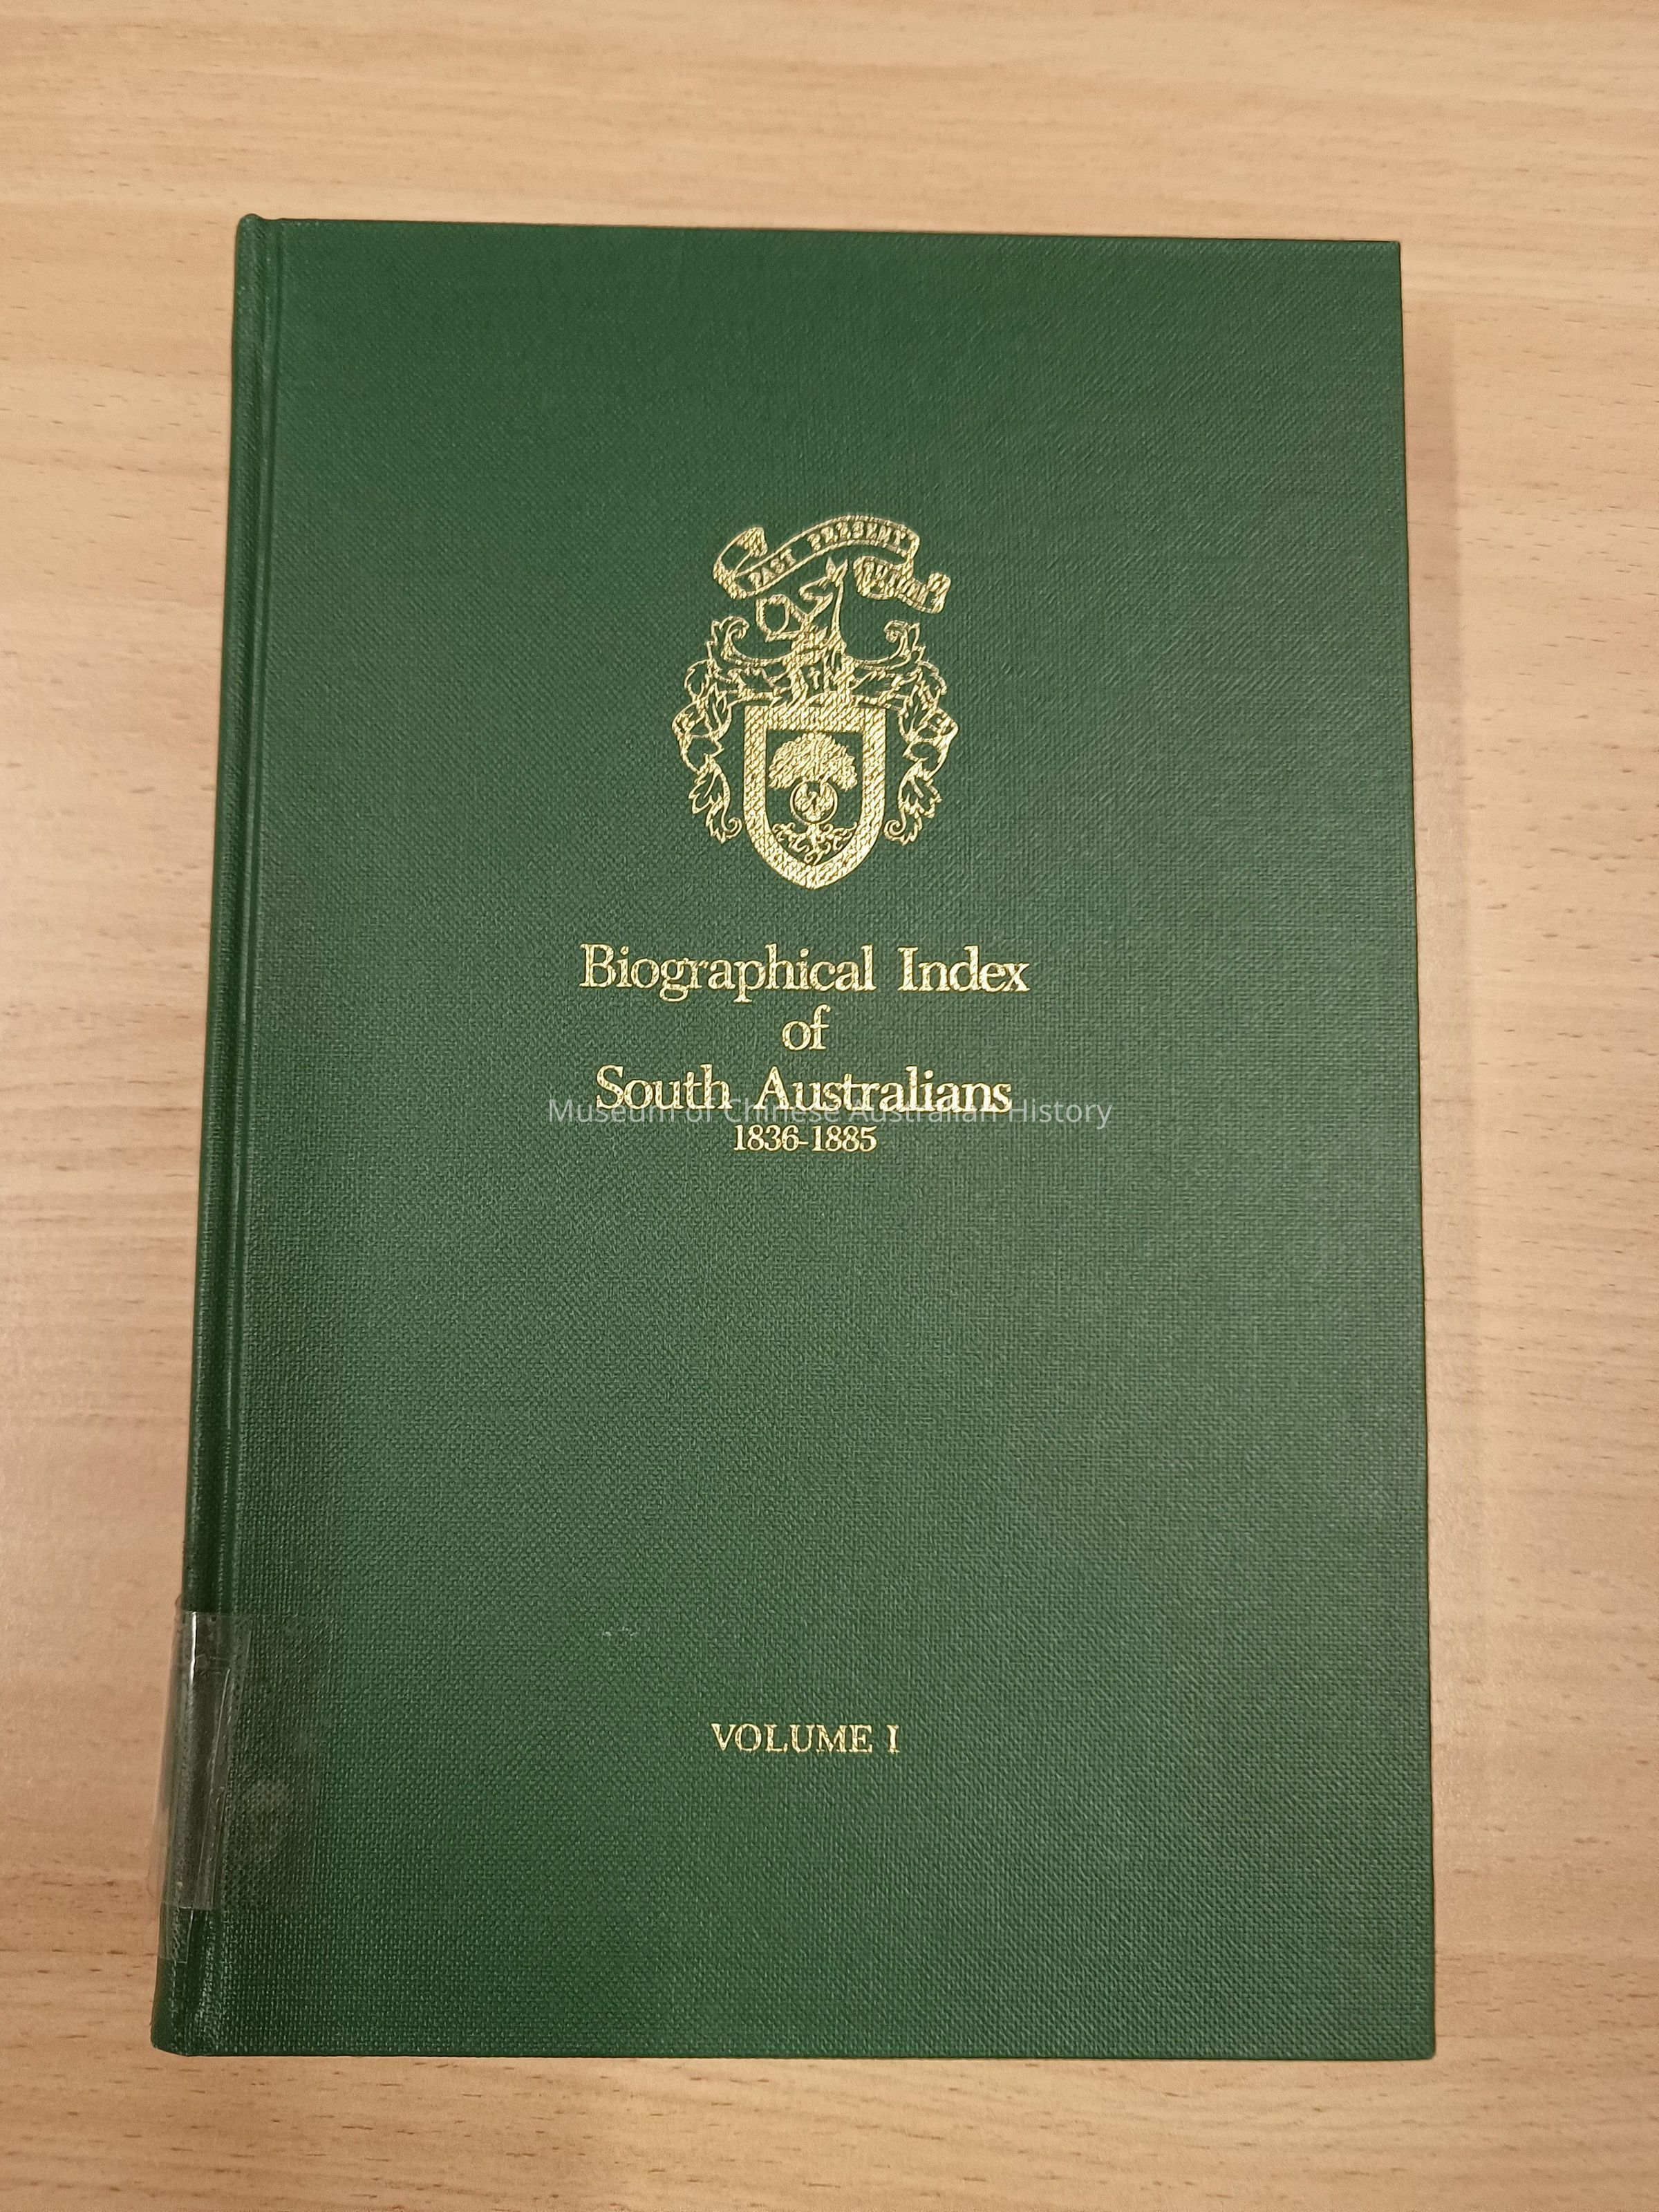 PAST PRESENT
FUTURE
Biographical Index
of
South Australians
Museum of Chinese Australian History
1836-1885
VOLUME I